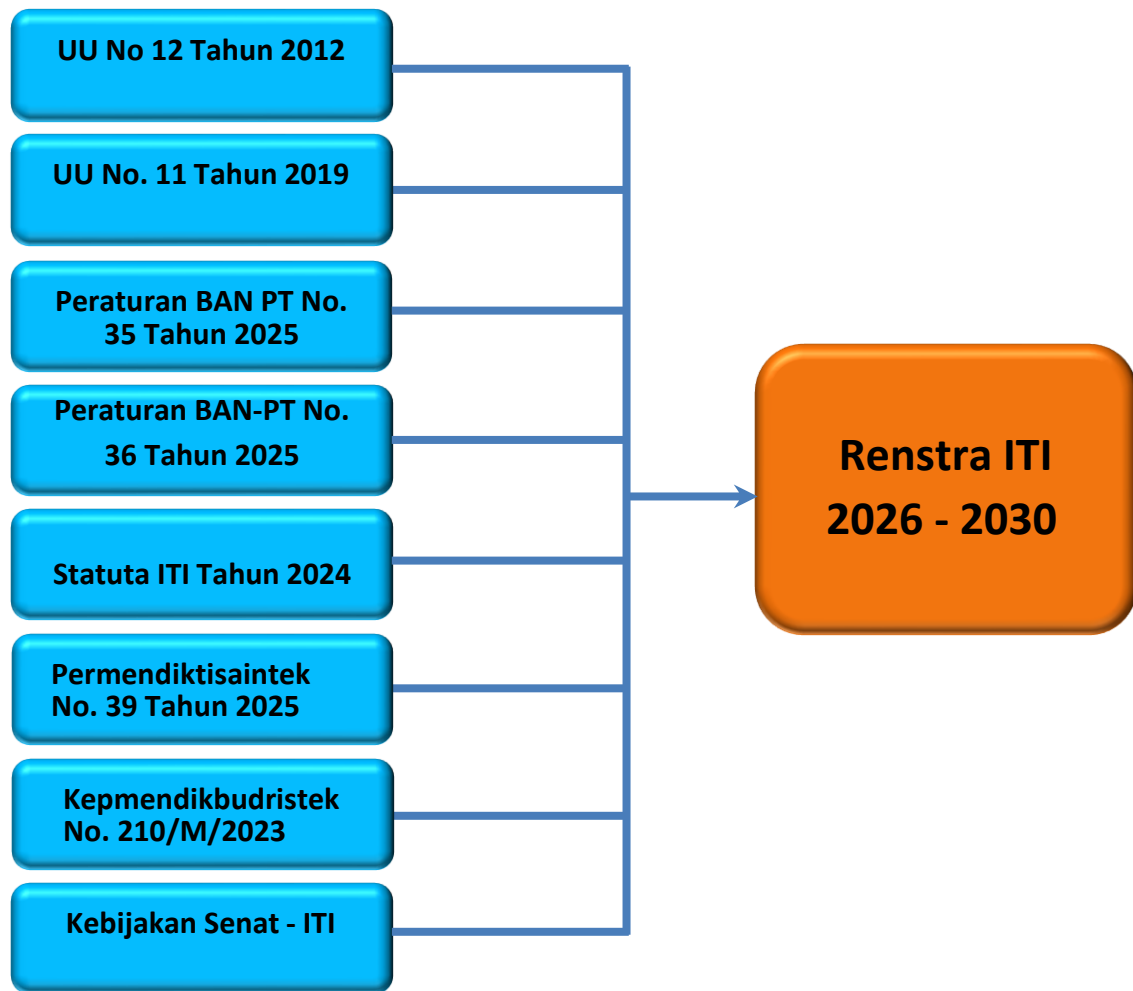 UU No 12 Tahun 2012
UU No. 11 Tahun 2019
Peraturan BAN PT No.
35 Tahun 2025
Peraturan BAN-PT No.
36 Tahun 2025
Statuta ITI Tahun 2024
Permendiktisaintek
No. 39 Tahun 2025
Kepmendikbudristek
No. 210/M/2023
Kebijakan Senat - ITI
Renstra ITI
2026 - 2030